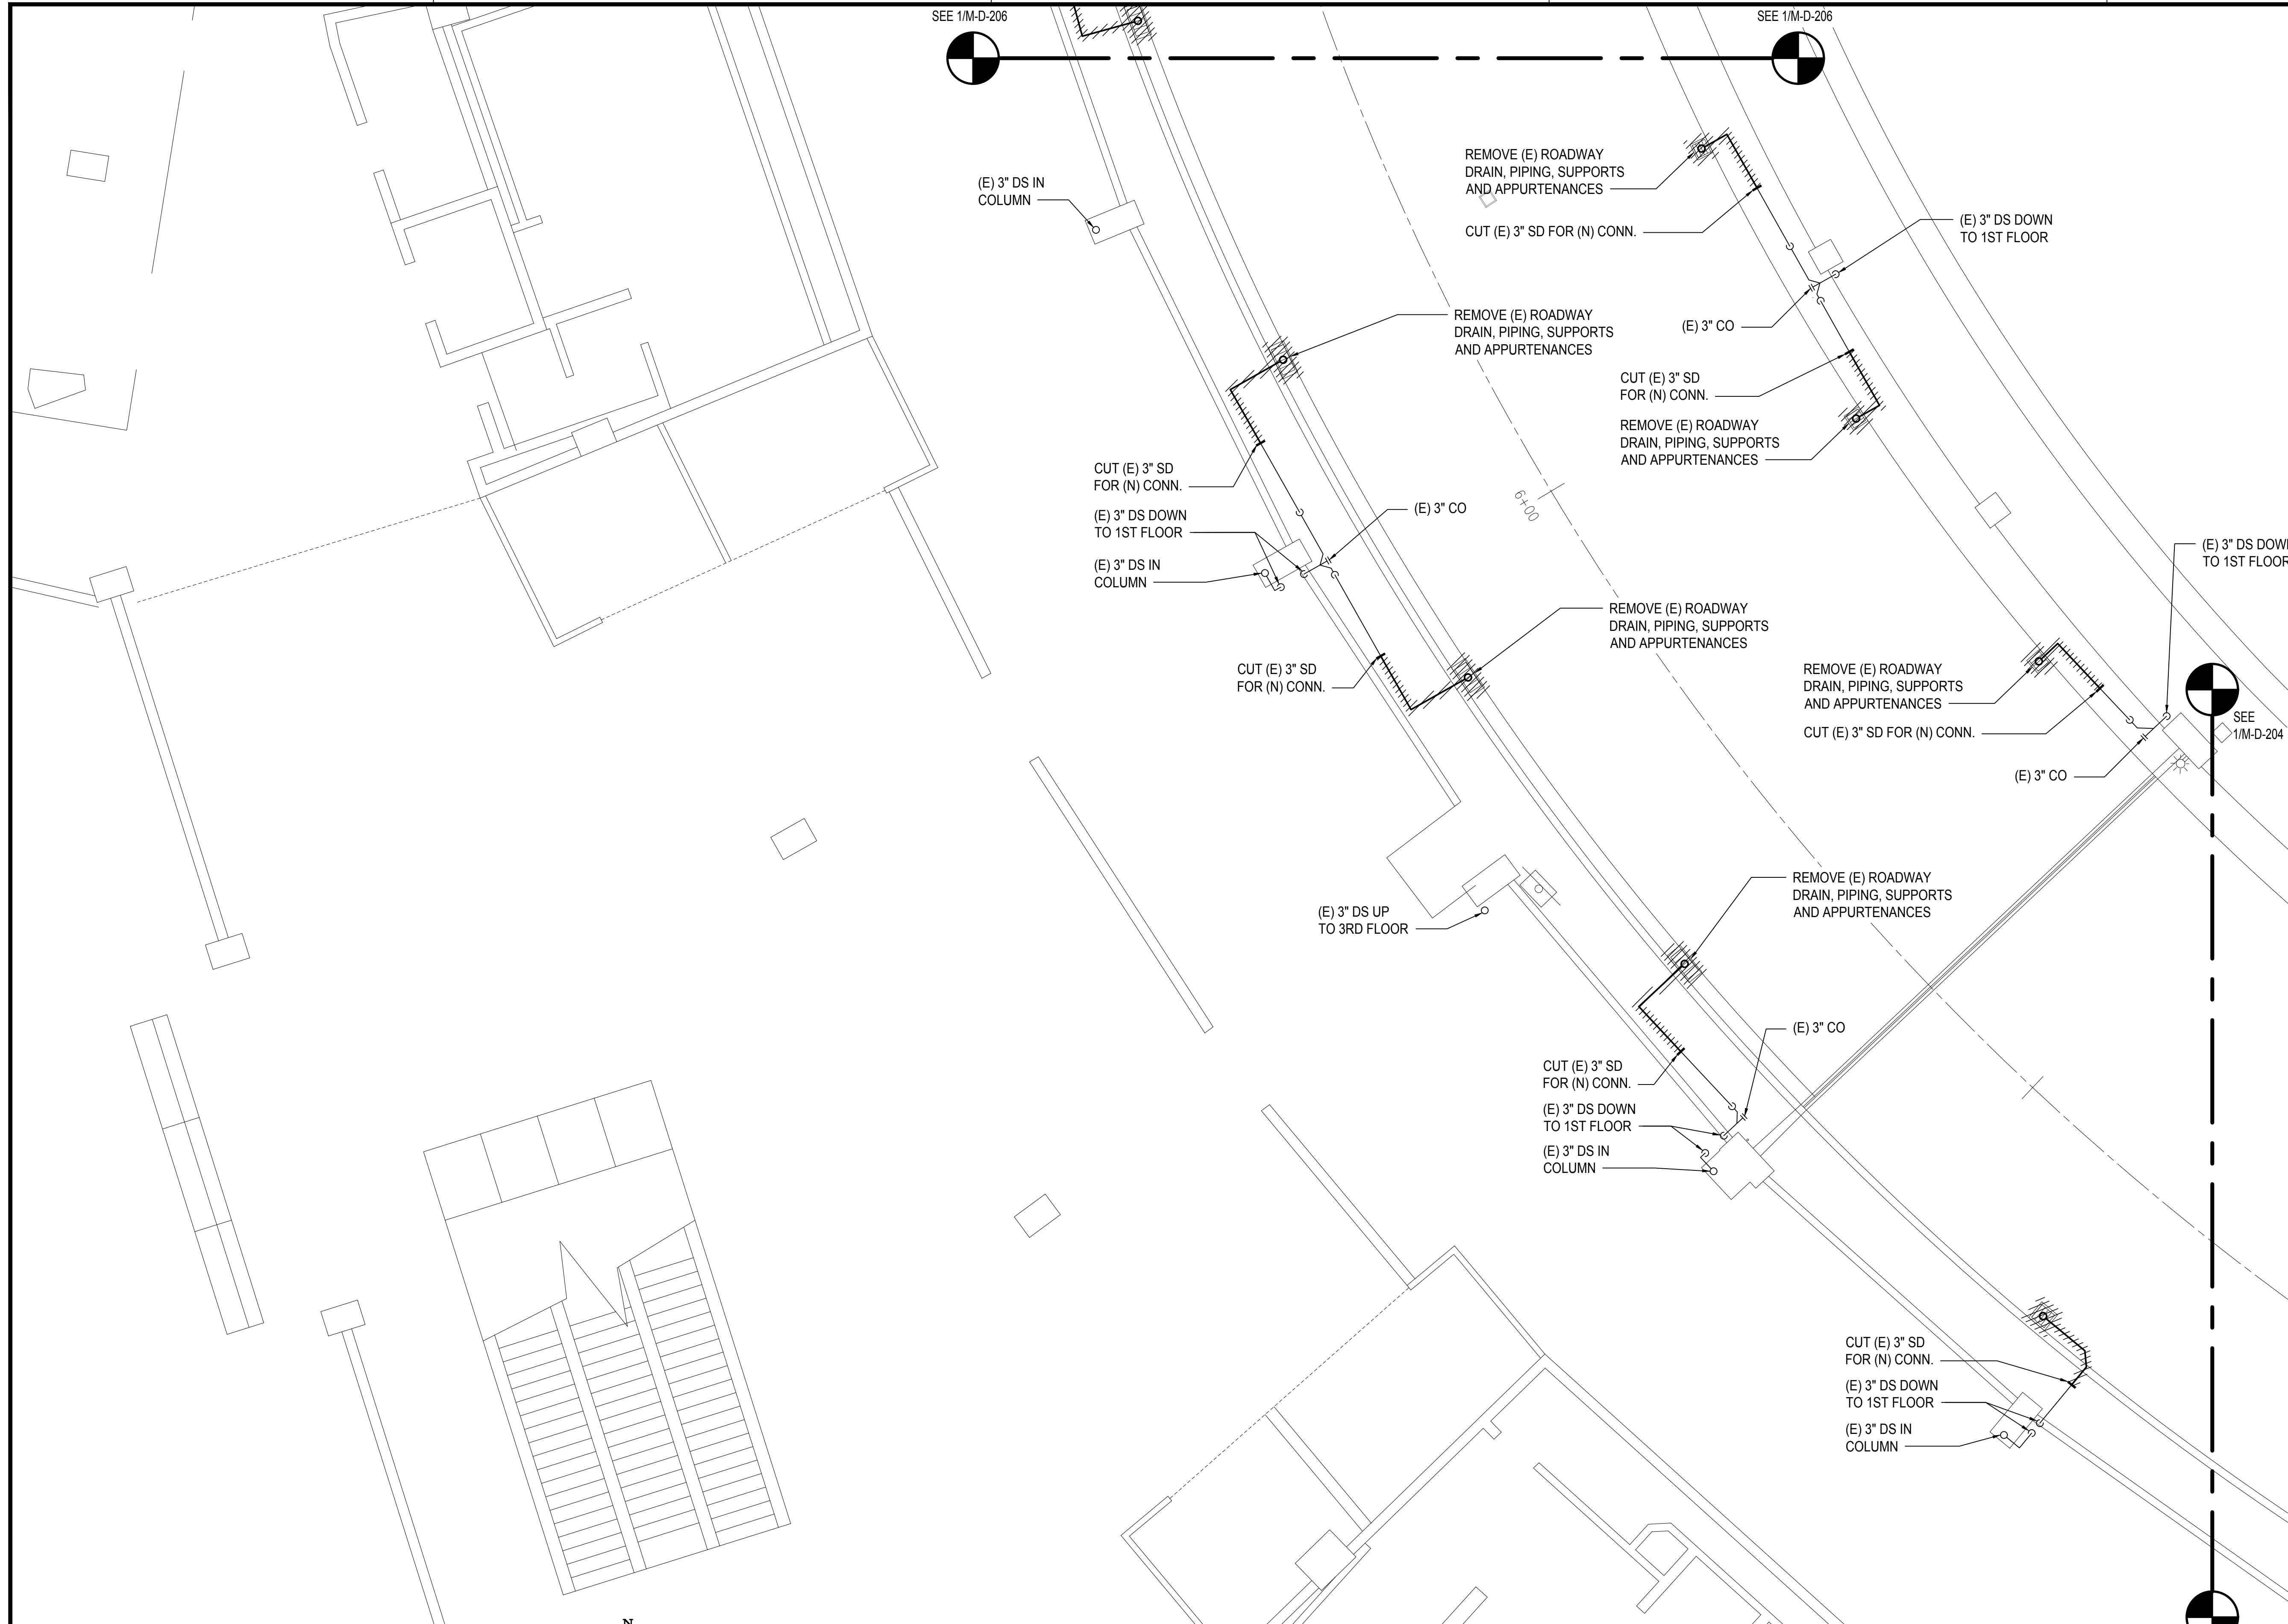 SEE 1/M-D-206
SEE 1/M-D-206
REMOVE (E) ROADWAY
DRAIN, PIPING, SUPPORTS
AND APPURTENANCES
(E) 3" DS IN
COLUMN
CUT (E) 3" SD FOR (N) CONN.
(E) 3" DS DOWN
TO 1ST FLOOR
REMOVE (E) ROADWAY
DRAIN, PIPING, SUPPORTS
AND APPURTENANCES
(E) 3" CO
CUT (E) 3" SD
FOR (N) CONN.
REMOVE (E) ROADWAY
DRAIN, PIPING, SUPPORTS
AND APPURTENANCES
CUT (E) 3" SD
FOR (N) CONN.
(E) 3" DS DOWN
TO 1ST FLOOR
(E) 3" DS IN
COLUMN
(E) 3" CO
6+00
(E) 3" DS DOWN
TO 1ST FLOOR
REMOVE (E) ROADWAY
DRAIN, PIPING, SUPPORTS
AND APPURTENANCES
CUT (E) 3" SD
FOR (N) CONN.
REMOVE (E) ROADWAY
DRAIN, PIPING, SUPPORTS
AND APPURTENANCES
CUT (E) 3" SD FOR (N) CONN.
SEE
1/M-D-204
(E) 3" CO
REMOVE (E) ROADWAY
DRAIN, PIPING, SUPPORTS
AND APPURTENANCES
(E) 3" DS UP
TO 3RD FLOOR
(E) 3" CO
CUT (E) 3" SD
FOR (N) CONN.
(E) 3" DS DOWN
TO 1ST FLOOR
(E) 3" DS IN
COLUMN
CUT (E) 3" SD
FOR (N) CONN.
(E) 3" DS DOWN
TO 1ST FLOOR
(E) 3" DS IN
COLUMN
N